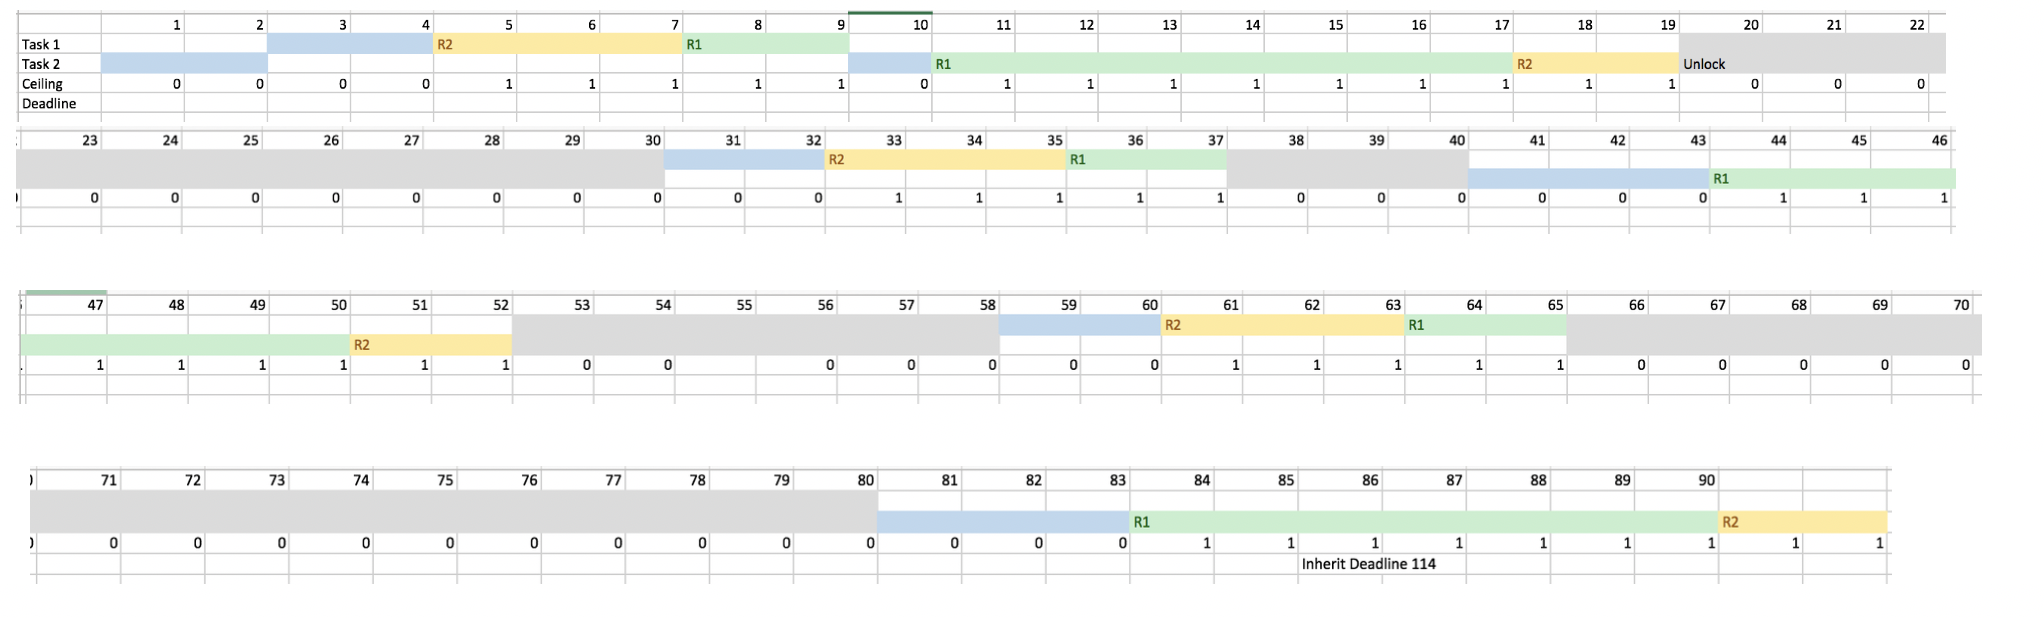 1 2 3 4 5 6 7 8 9 10 11 12 13 14 15 16 17 18 19 20 21 22
Task 1 R2 R1
Task 2 R1 R2 Unlock
Ceiling 0 0 0 0 1 1 1 1 1 0 1 1 1 1 1 1 1 1 1 0 0 0
Deadline
23 24 25 26 27 28 29 30 31 32 33 34 35 36 37 38 39 40 41 42 43 44 45 46
R2 R1
R1
0 0 0 0 0 0 0 0 0 0 1 1 1 1 1 0 0 0 0 0 0 1 1 1
47 48 49 50 51 52 53 54 55 56 57 58 59 60 61 62 63 64 65 66 67 68 69 70
R2 R1
R2
1 1 1 1 1 1 0 0 0 0 0 0 0 1 1 1 1 1 0 0 0 0 0
71 72 73 74 75 76 77 78 79 80 81 82 83 84 85 86 87 88 89 90
R1 R2
0 0 0 0 0 0 0 0 0 0 0 0 0 1 1 1 1 1 1 1 1 1
Inherit Deadline 114